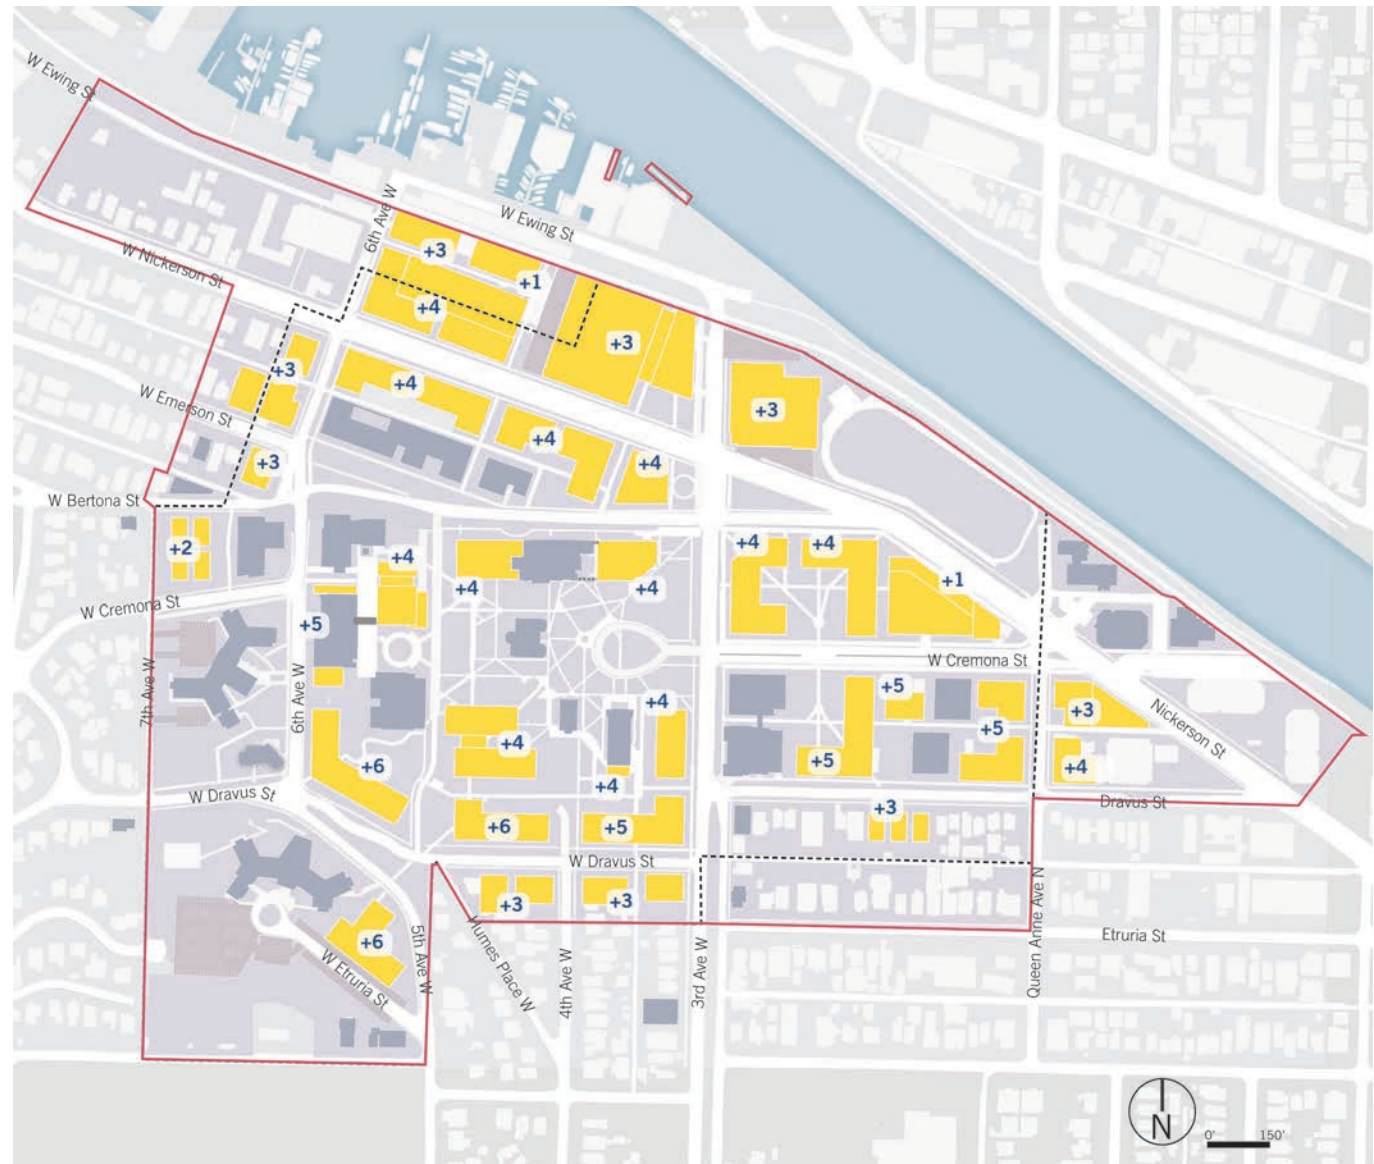 W Ewing St
6th Ave W
W Ewing St
W Nickerson St
+3
+1
+4
+3
+3
+4
+3
W Emerson St
+4
+3
+4
W Bertona St
+2
+4
+4
+4
+4
+4
+1
W Cremona St
+5
W Cremona St
7th Ave W
6th Ave W
+4
+5
+5
+3
Nickerson St
+4
+6
+5
+4
W Dravus St
+4
+3
Dravus St
+6
+5
W Dravus St
+3
+3
+6
W Etruria St
5th Ave W
Humes Place W
4th Ave W
3rd Ave W
Queen Anne Ave N
Etruria St
N
0' 150'